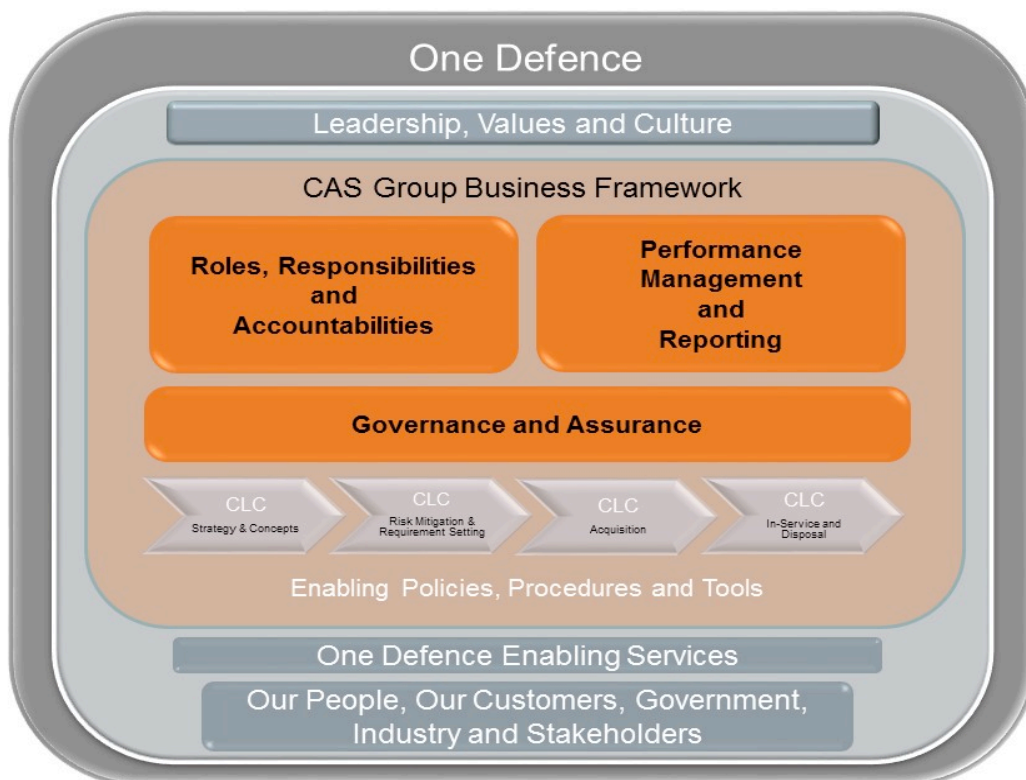 One Defence
Leadership, Values and Culture
CAS Group Business Framework
Roles, Responsibilities
and
Accountabilities
Performance
Management
and
Reporting
Governance and Assurance
CLC
Strategy & Concepts
CLC
Risk Mitigation &
Requirement Setting
CLC
Acquisition
CLC
In-Service and
Disposal
Enabling Policies, Procedures and Tools
One Defence Enabling Services
Our People, Our Customers, Government,
Industry and Stakeholders